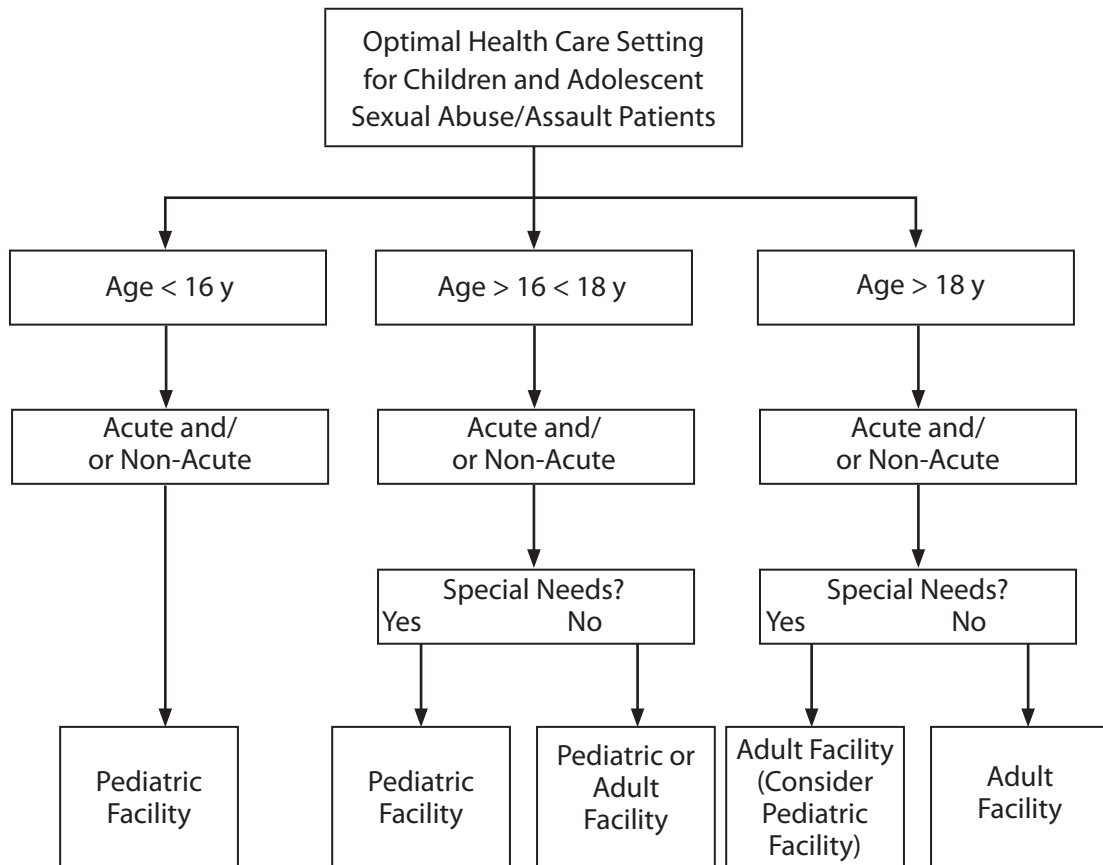 Optimal Health Care Setting
for Children and Adolescent
Sexual Abuse/Assault Patients
Age < 16 y
Age > 16 < 18 y
Age > 18 y
Acute and/
or Non-Acute
Acute and/
or Non-Acute
Acute and/
or Non-Acute
Special Needs?
Yes No
Special Needs?
Yes No
Pediatric
Facility
Pediatric
Facility
Pediatric or
Adult
Facility
Adult Facility
(Consider
Pediatric
Facility)
Adult
Facility